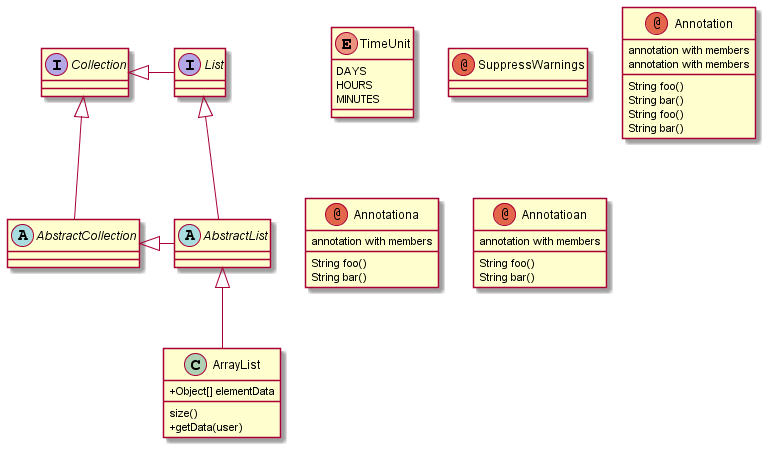 I Collection
I List
E TimeUnit
DAYS
HOURS
MINUTES
@ SuppressWarnings
@ Annotation
annotation with members
annotation with members
String foo()
String bar()
String foo()
String bar()
A AbstractCollection
A AbstractList
@ Annotationa
annotation with members
String foo()
String bar()
@ Annotatioan
annotation with members
String foo()
String bar()
C ArrayList
+Object[] elementData
size()
+getData(user)